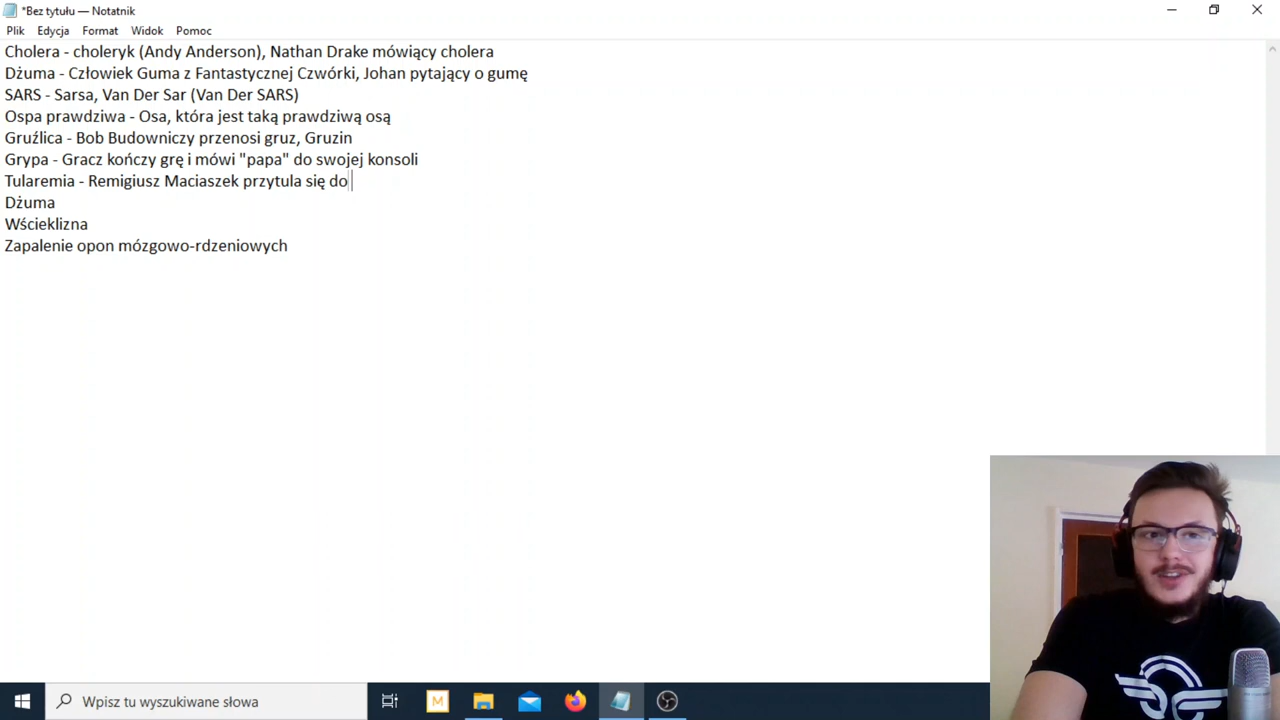 *Bez tytułu — Notatnik
Plik Edycja Format Widok Pomoc
Cholera - choleryk (Andy Anderson), Nathan Drake mówiący cholera
Dżuma - Człowiek Guma z Fantastycznej Czwórki, Johan pytający o gumę
SARS - Sarsa, Van Der Sar (Van Der SARS)
Ospa prawdziwa - Osa, która jest taką prawdziwą osą
Gruźlica - Bob Budowniczy przenosi gruz, Gruzin
Grypa - Gracz kończy grę i mówi "papa" do swojej konsoli
Tularemia - Remigiusz Maciaszek przytula się do
Dżuma
Wścieklizna
Zapalenie opon mózgowo-rdzeniowych
Wpisz tu wyszukiwane słowa
M